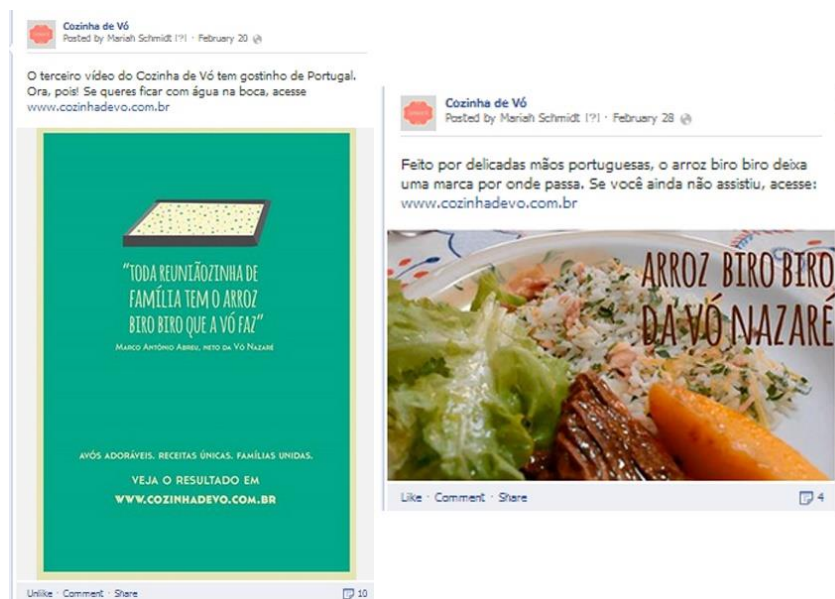 Cozinha de Vó
Posted by Mariah Schmidt [?] · February 20
O terceiro vídeo do Cozinha de Vó tem gostinho de Portugal.
Ora, pois! Se queres ficar com água na boca, acesse
www.cozinhadevo.com.br
"TODA REUNIÃOZINHA DE
FAMÍLIA TEM O ARROZ
BIRO BIRO QUE A VÓ FAZ"
MARCO ANTÔNIO ABREU, NETO DA VÓ NAZARÉ
AVÓS ADORÁVEIS. RECEITAS ÚNICAS. FAMÍLIAS UNIDAS.
VEJA O RESULTADO EM
WWW.COZINHADEVO.COM.BR
Unlike · Comment · Share
10
Cozinha de Vó
Posted by Mariah Schmidt [?] · February 28
Feito por delicadas mãos portuguesas, o arroz biro biro deixa
uma marca por onde passa. Se você ainda não assistiu, acesse:
www.cozinhadevo.com.br
ARROZ BIRO BIRO
DA VÓ NAZARÉ
Like · Comment · Share
4